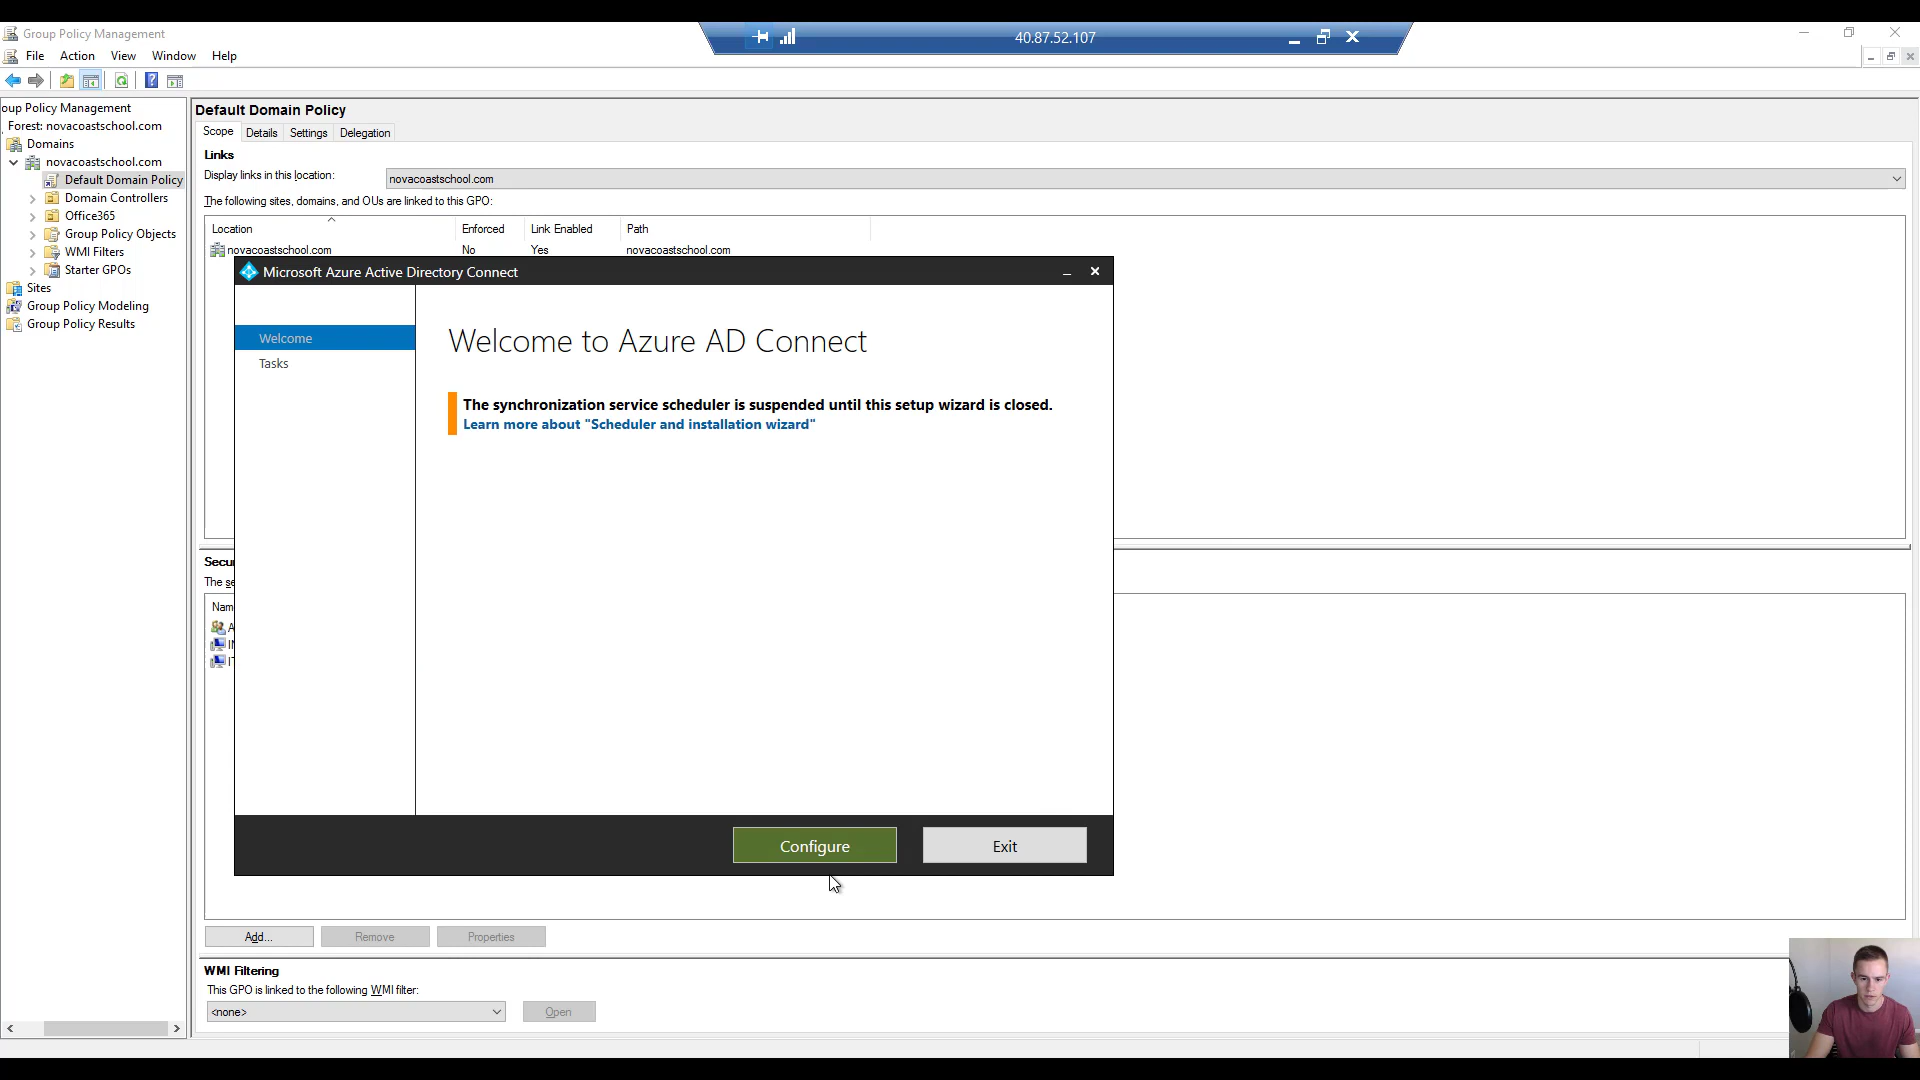 Group Policy Management
40.87.52.107
File Action View Window Help
oup Policy Management
Forest: novacoastschool.com
Domains
novacoastschool.com
Default Domain Policy
Domain Controllers
Office365
Group Policy Objects
WMI Filters
Starter GPOs
Sites
Group Policy Modeling
Group Policy Results
Default Domain Policy
Scope Details Settings Delegation
Links
Display links in this location: novacoastschool.com
The following sites, domains, and OUs are linked to this GPO:
Location Enforced Link Enabled Path
novacoastschool.com No Yes novacoastschool.com
Microsoft Azure Active Directory Connect
Welcome
Tasks
Welcome to Azure AD Connect
The synchronization service scheduler is suspended until this setup wizard is closed.
Learn more about "Scheduler and installation wizard"
Configure Exit
Secu
The se
Nam
A
Add... Remove Properties
WMI Filtering
This GPO is linked to the following WMI filter:
<none> Open